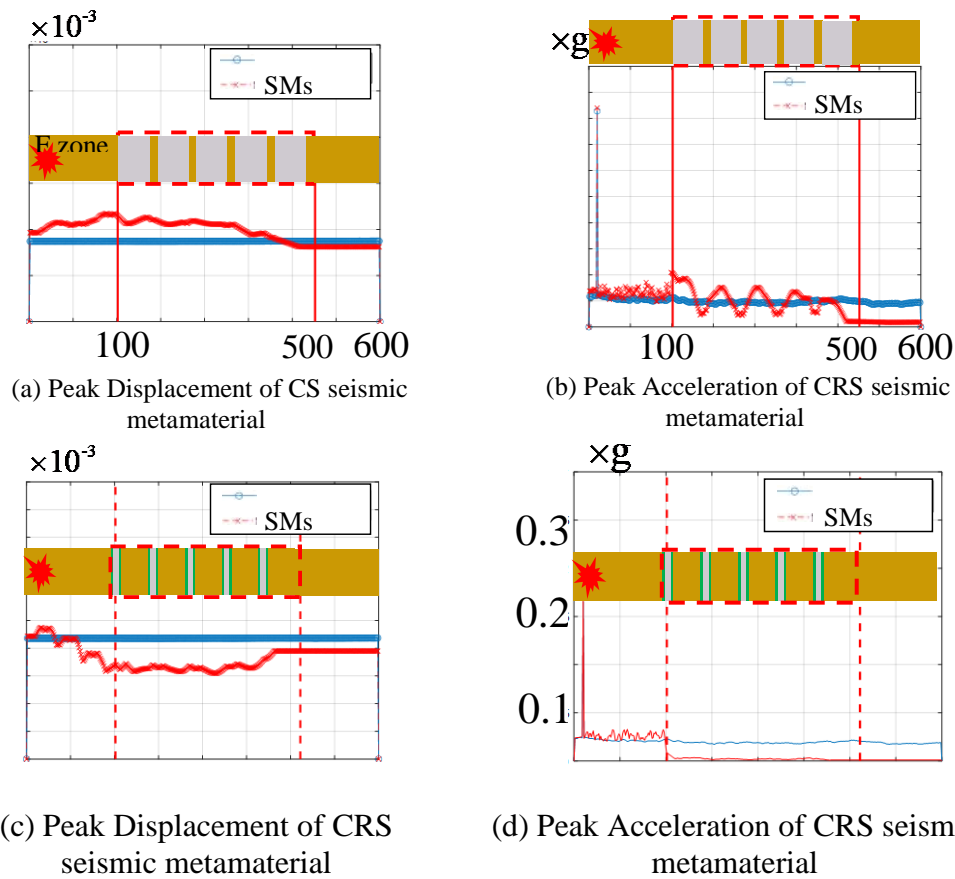 ×10⁻³
SMs
E zone
100 500 600
(a) Peak Displacement of CS seismic
metamaterial
×g
SMs
100 500 600
(b) Peak Acceleration of CRS seismic
metamaterial
×10⁻³
SMs
(c) Peak Displacement of CRS
seismic metamaterial
×g
SMs
0.3
0.2
0.1
(d) Peak Acceleration of CRS seism
metamaterial